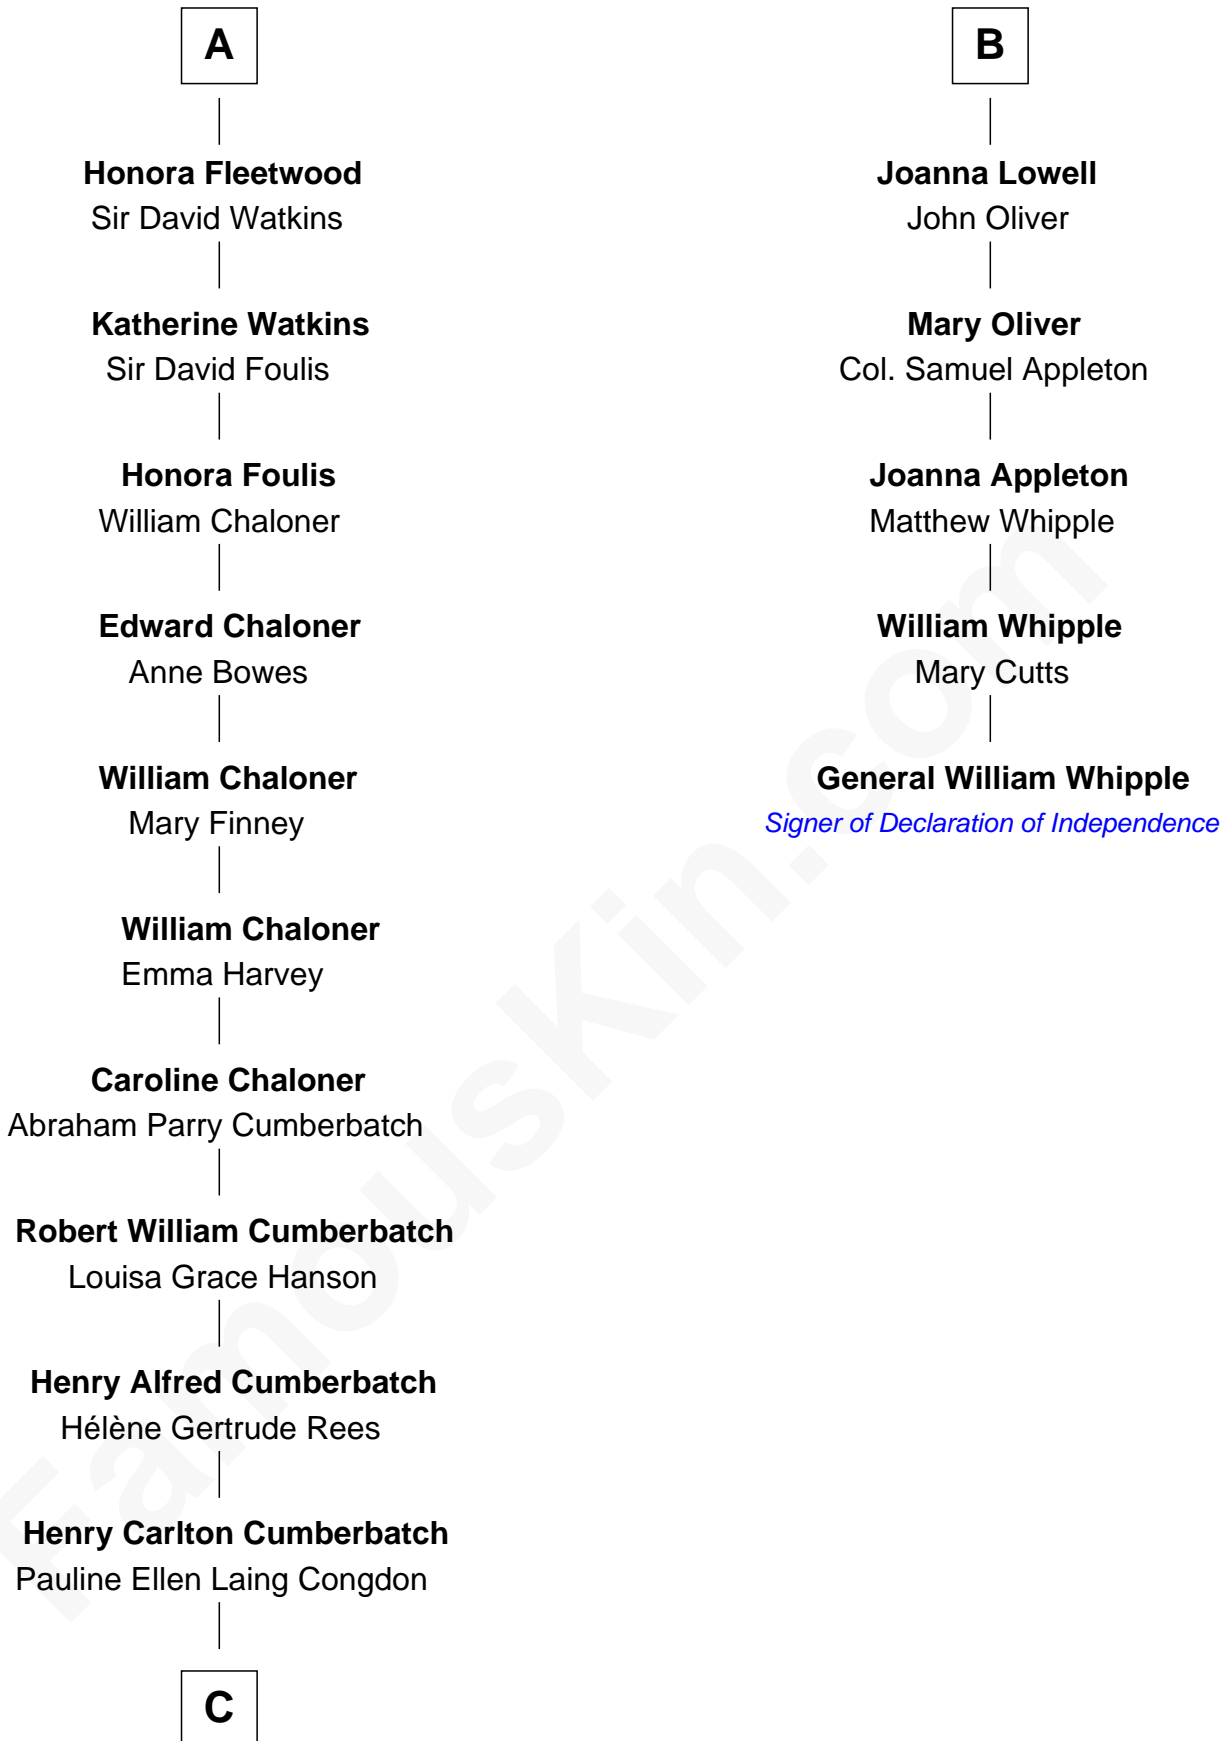 A
Honora Fleetwood
Sir David Watkins
Katherine Watkins
Sir David Foulis
Honora Foulis
William Chaloner
Edward Chaloner
Anne Bowes
William Chaloner
Mary Finney
William Chaloner
Emma Harvey
Caroline Chaloner
Abraham Parry Cumberbatch
Robert William Cumberbatch
Louisa Grace Hanson
Henry Alfred Cumberbatch
Hélène Gertrude Rees
Henry Carlton Cumberbatch
Pauline Ellen Laing Congdon
C
B
Joanna Lowell
John Oliver
Mary Oliver
Col. Samuel Appleton
Joanna Appleton
Matthew Whipple
William Whipple
Mary Cutts
General William Whipple
Signer of Declaration of Independence
FamousKin.com